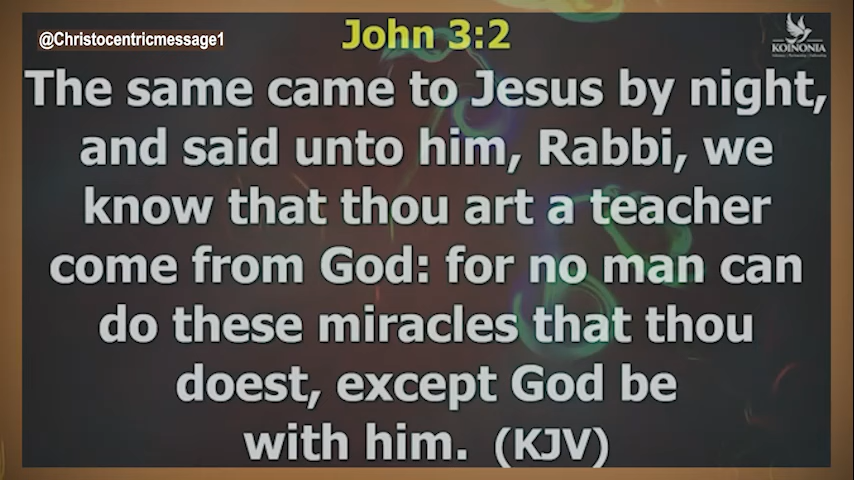 @Christocentricmessage1
John 3:2
KOINONIA
The same came to Jesus by night,
and said unto him, Rabbi, we
know that thou art a teacher
come from God: for no man can
do these miracles that thou
doest, except God be
with him. (KJV)